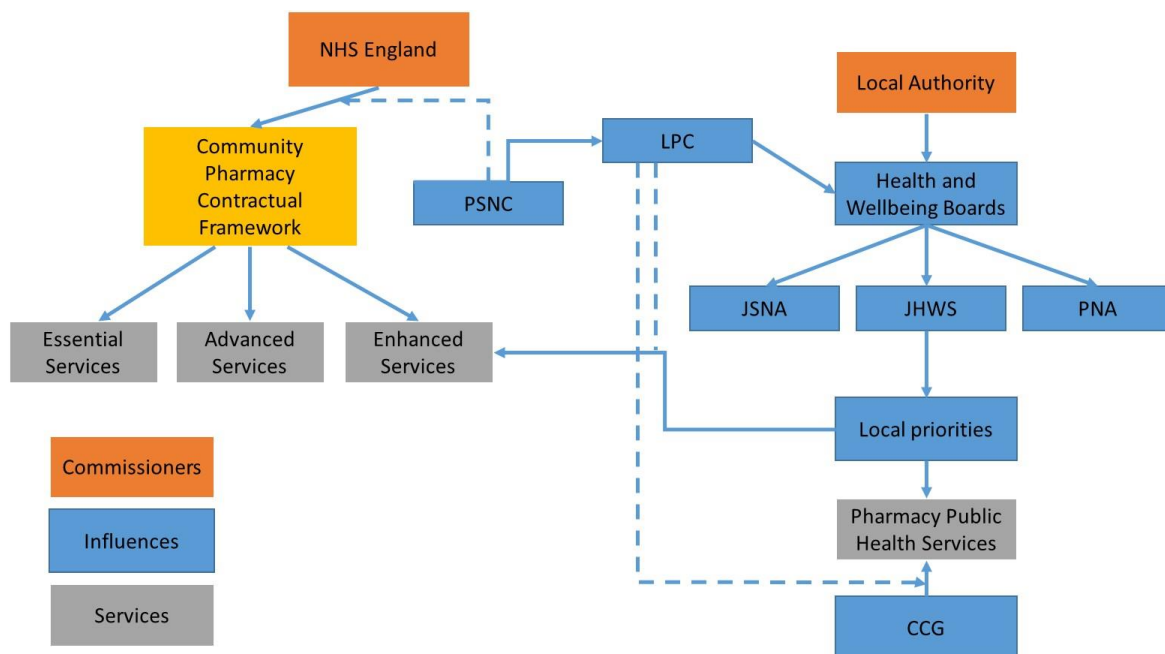 NHS England
Local Authority
Community
Pharmacy
Contractual
Framework
LPC
PSNC
Health and
Wellbeing Boards
JSNA
JHWS
PNA
Essential
Services
Advanced
Services
Enhanced
Services
Local priorities
Commissioners
Pharmacy Public
Health Services
Influences
Services
CCG